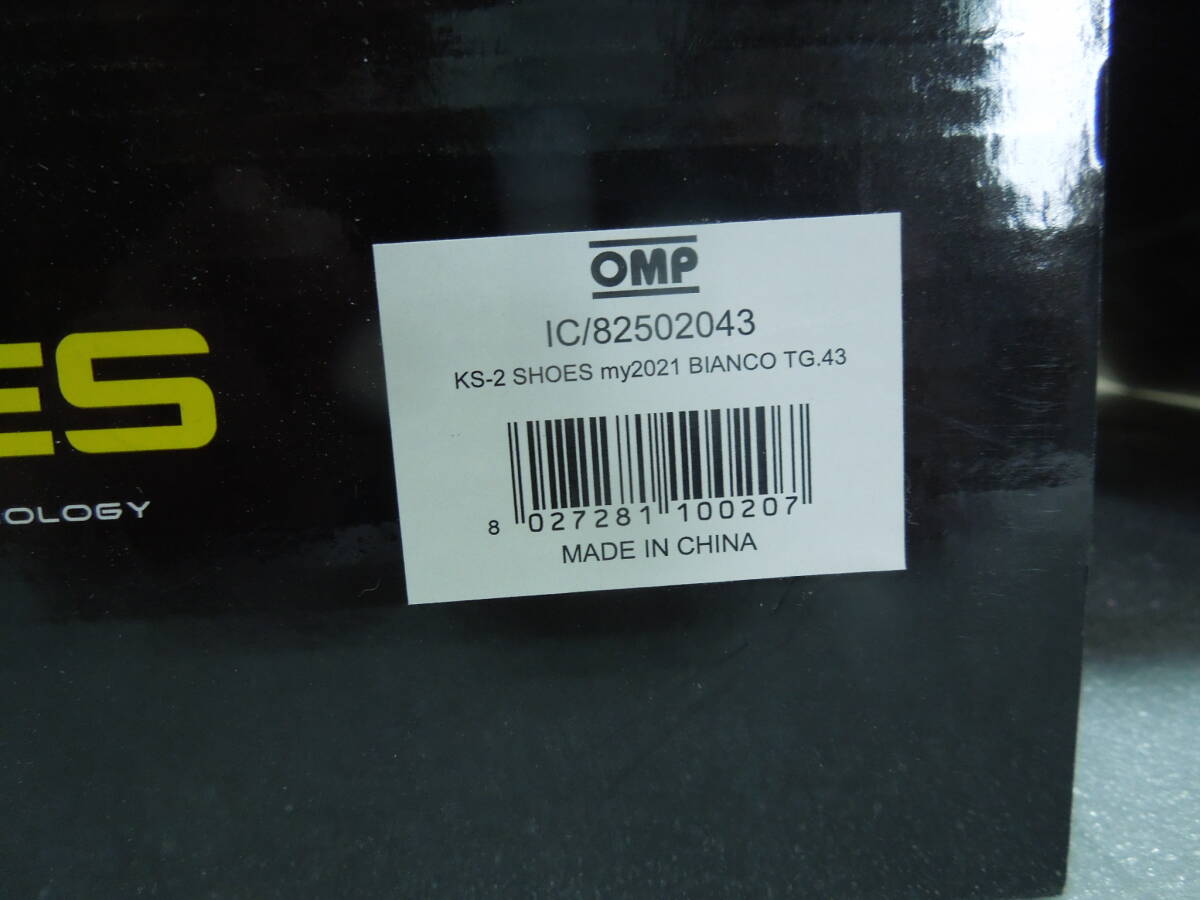 OMP
IC/82502043
KS-2 SHOES my2021 BIANCO TG.43
8 027281 100207
MADE IN CHINA
ES
OLOGY